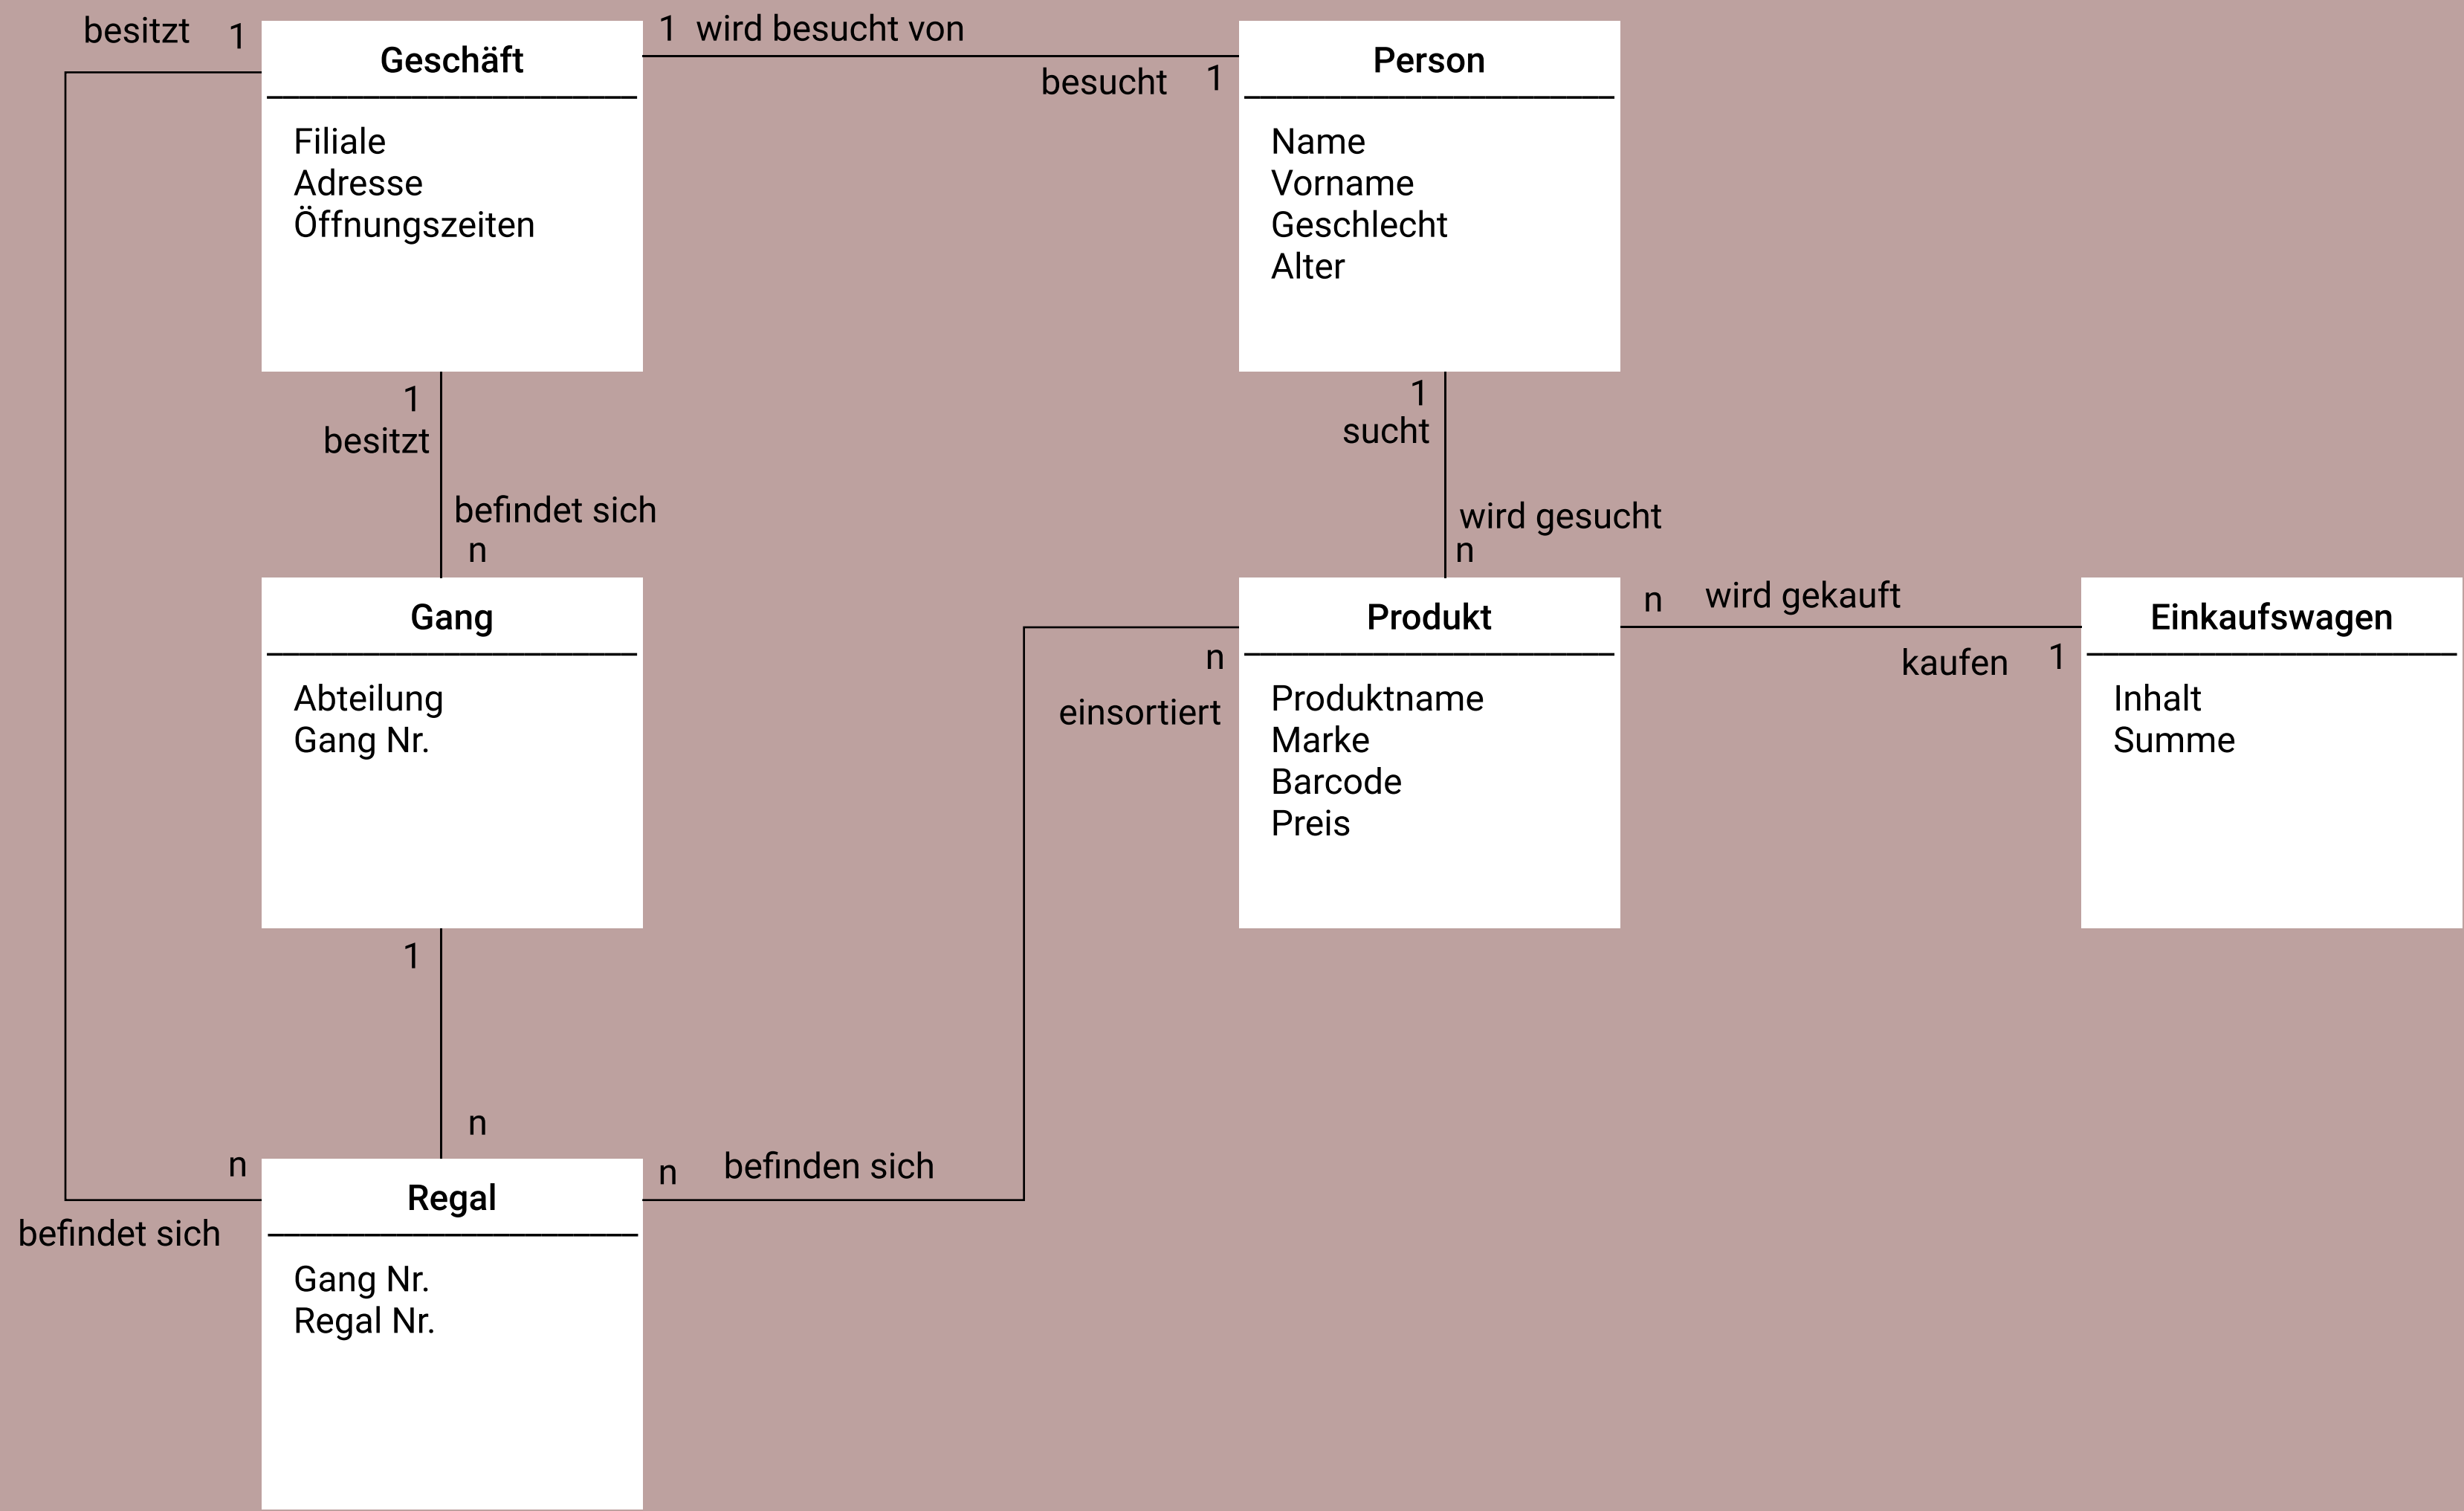 besitzt 1
Geschäft
Filiale
Adresse
Öffnungszeiten
1 wird besucht von
besucht 1
Person
Name
Vorname
Geschlecht
Alter
1
besitzt
befindet sich
n
1
sucht
wird gesucht
n
Gang
Abteilung
Gang Nr.
n
einsortiert
Produkt
Produktname
Marke
Barcode
Preis
n wird gekauft
kaufen 1
Einkaufswagen
Inhalt
Summe
1
n
n
befindet sich
Regal
Gang Nr.
Regal Nr.
n befinden sich